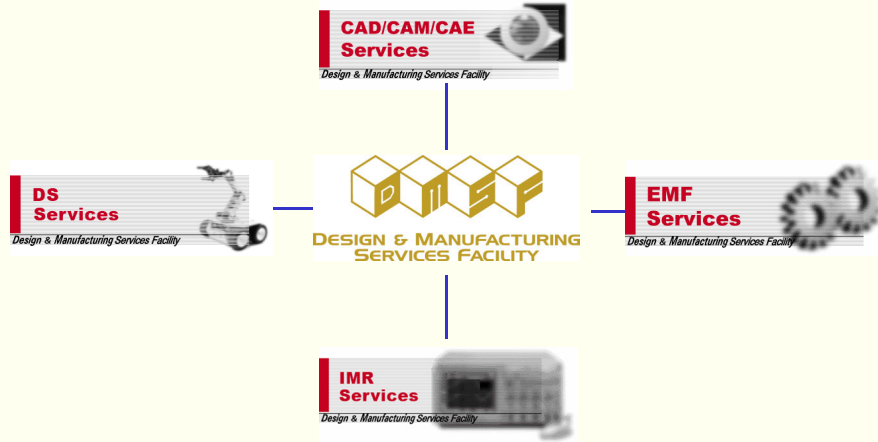 CAD/CAM/CAE
Services
Design & Manufacturing Services Facility
DS
Services
Design & Manufacturing Services Facility
DMSF
DESIGN & MANUFACTURING
SERVICES FACILITY
EMF
Services
Design & Manufacturing Services Facility
IMR
Services
Design & Manufacturing Services Facility